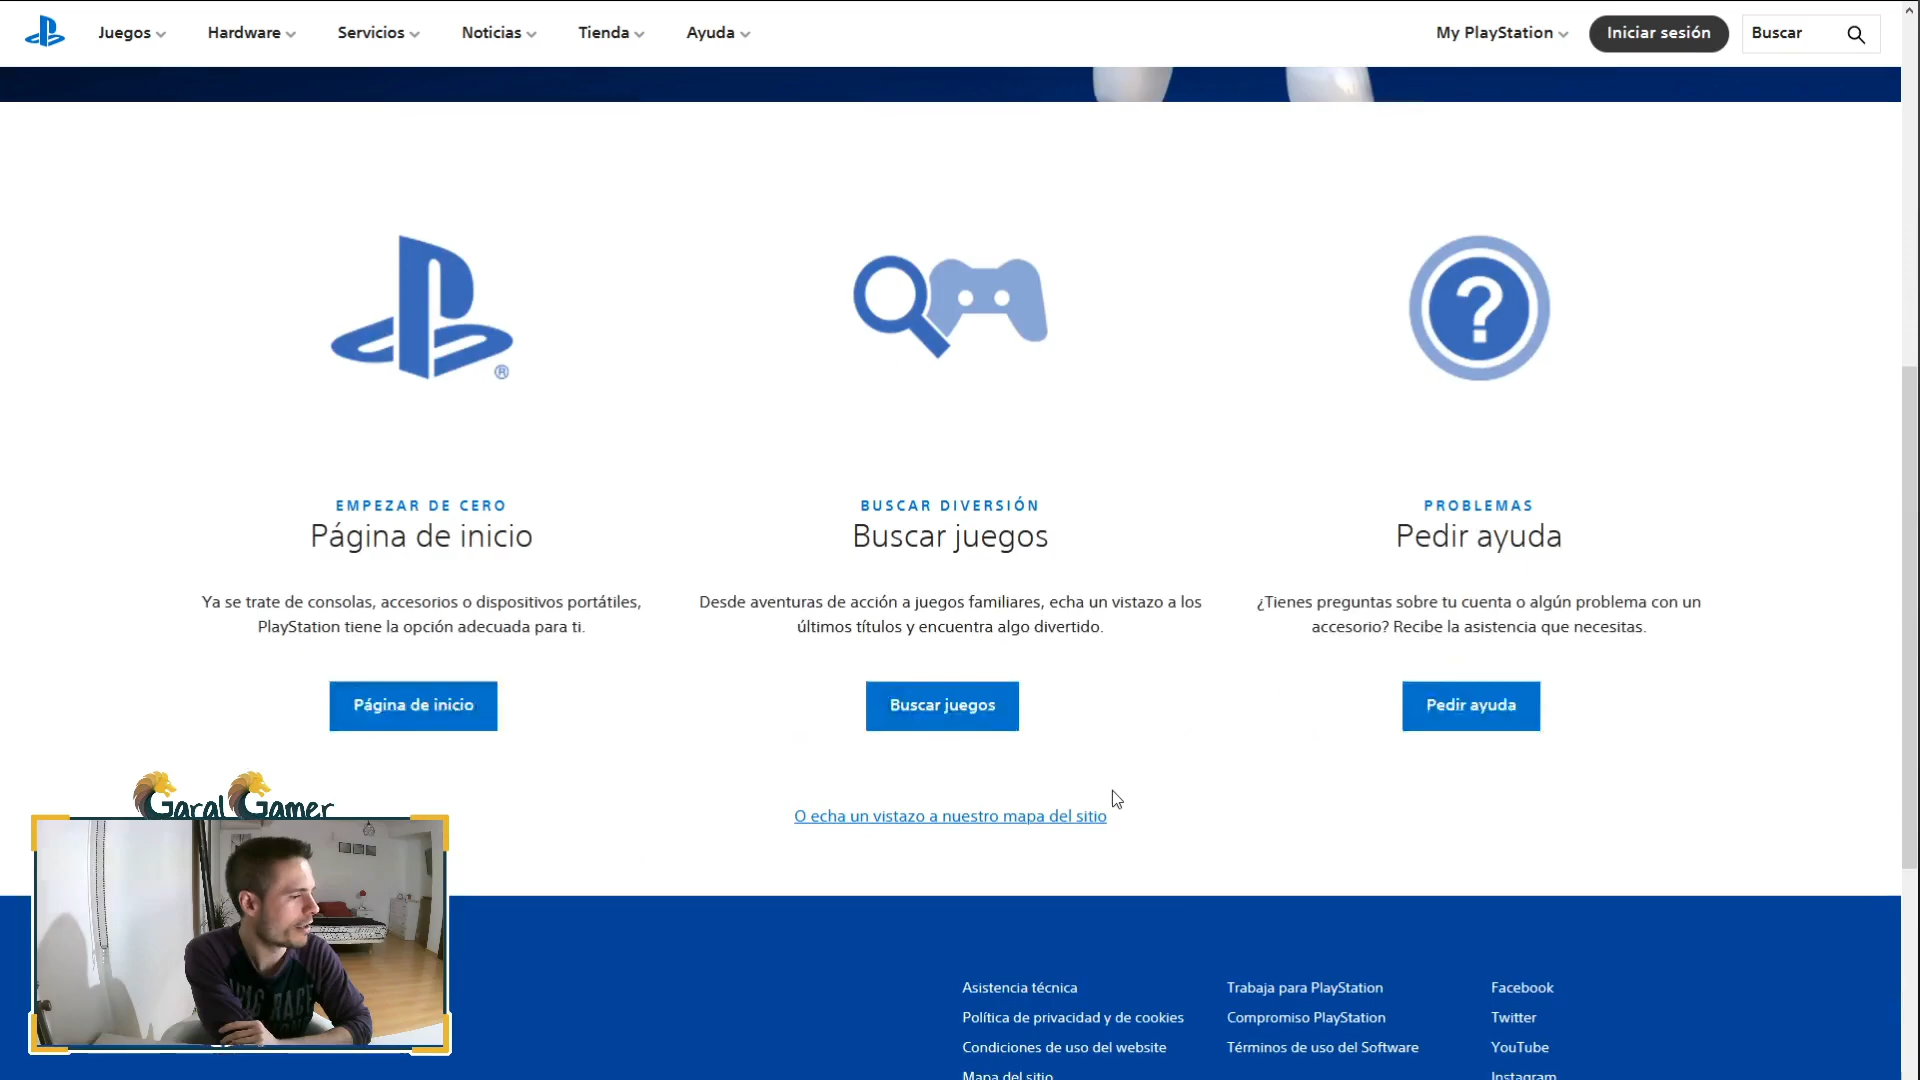 Juegos
Hardware
Servicios
Noticias
Tienda
Ayuda
My PlayStation
Iniciar sesión
Buscar
®
EMPEZAR DE CERO
Página de inicio
Ya se trate de consolas, accesorios o dispositivos portátiles,
PlayStation tiene la opción adecuada para ti.
Página de inicio
BUSCAR DIVERSIÓN
Buscar juegos
Desde aventuras de acción a juegos familiares, echa un vistazo a los
últimos títulos y encuentra algo divertido.
Buscar juegos
PROBLEMAS
Pedir ayuda
¿Tienes preguntas sobre tu cuenta o algún problema con un
accesorio? Recibe la asistencia que necesitas.
Pedir ayuda
O echa un vistazo a nuestro mapa del sitio
Garal Gamer
Asistencia técnica
Política de privacidad y de cookies
Condiciones de uso del website
Mapa del sitio
Trabaja para PlayStation
Compromiso PlayStation
Términos de uso del Software
Facebook
Twitter
YouTube
Instagram